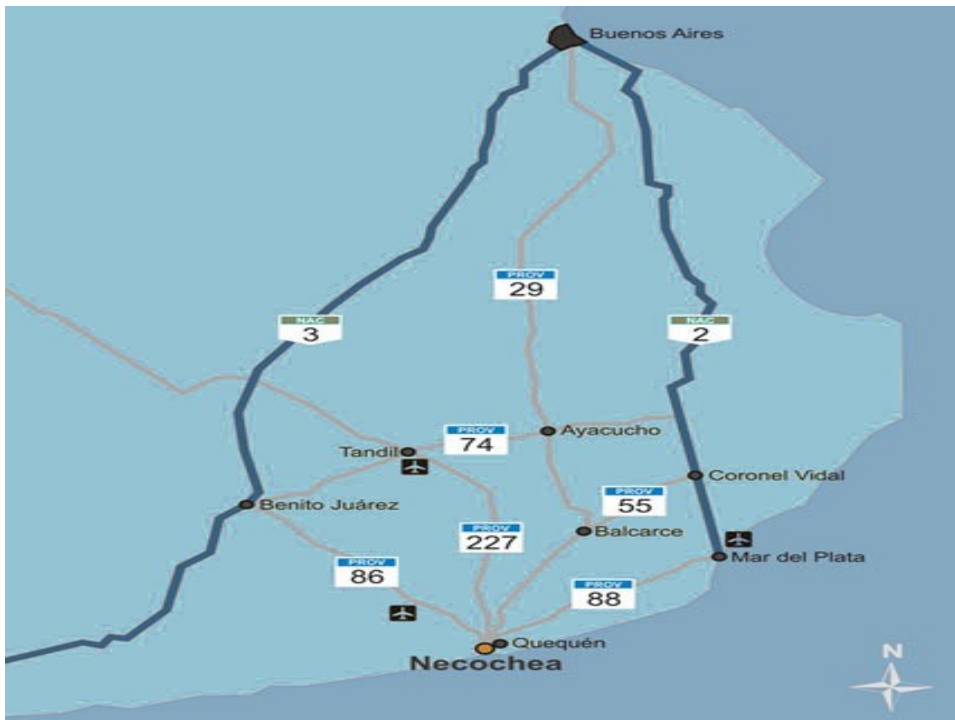 Buenos Aires
PROV
29
NAC
3
NAC
2
PROV
74
Ayacucho
Tandil
Coronel Vidal
PROV
55
Benito Juárez
PROV
227
Balcarce
Mar del Plata
PROV
86
PROV
88
Quequén
Necochea
N